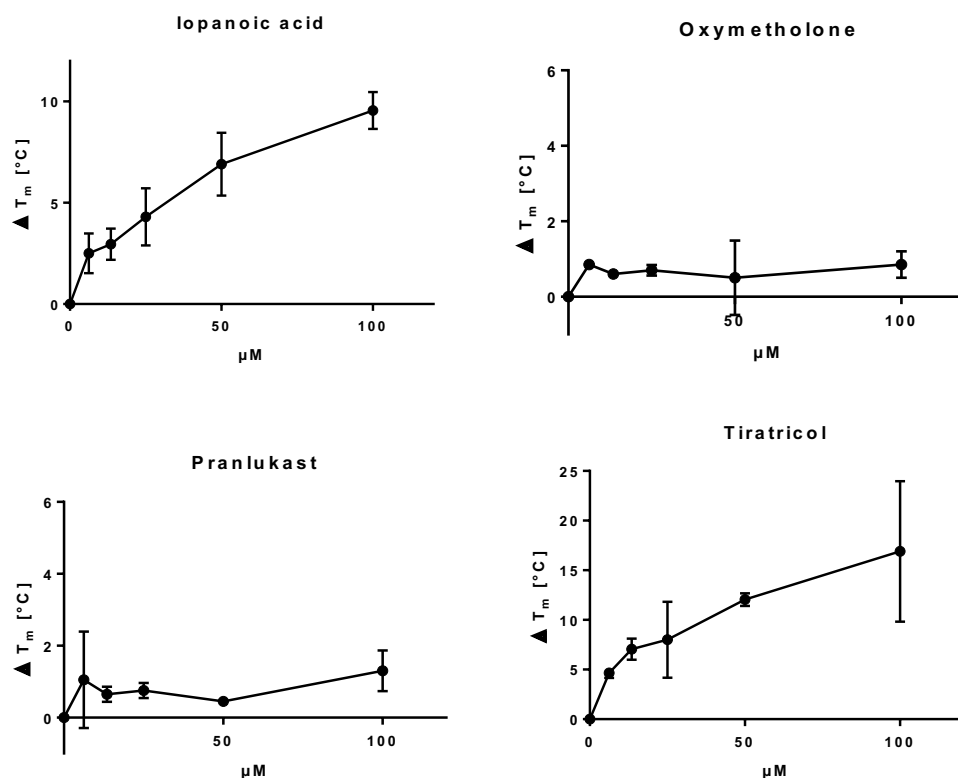 Iopanoic acid
▲ Tm [°C]
10
5
0
0 50 100
µM
Oxymetholone
▲ Tm [°C]
6
4
2
0
50 100
µM
Pranlukast
▲ Tm [°C]
6
4
2
0
50 100
µM
Tiratricol
▲ Tm [°C]
25
20
15
10
5
0
0 50 100
µM